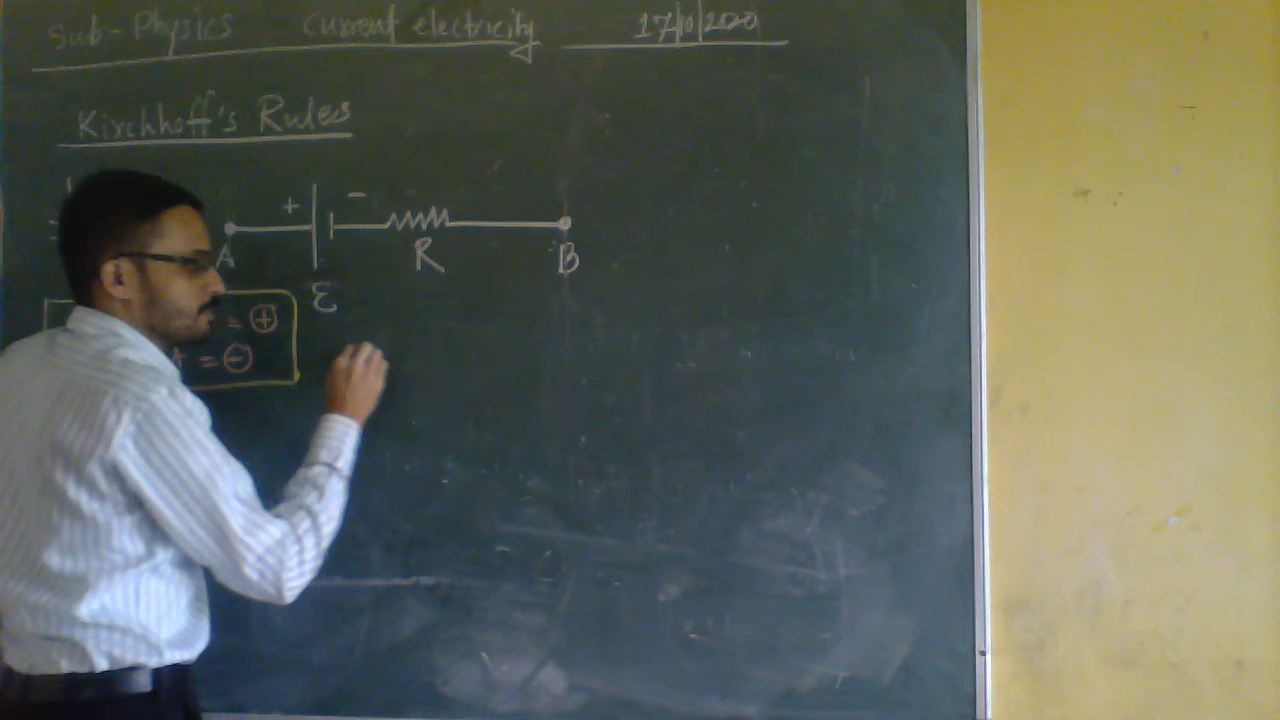 Sub-Physics Current electricity 17/10/2020
Kirchhoff's Rules
+ -
A R B
ε
= ⊕
= ⊖